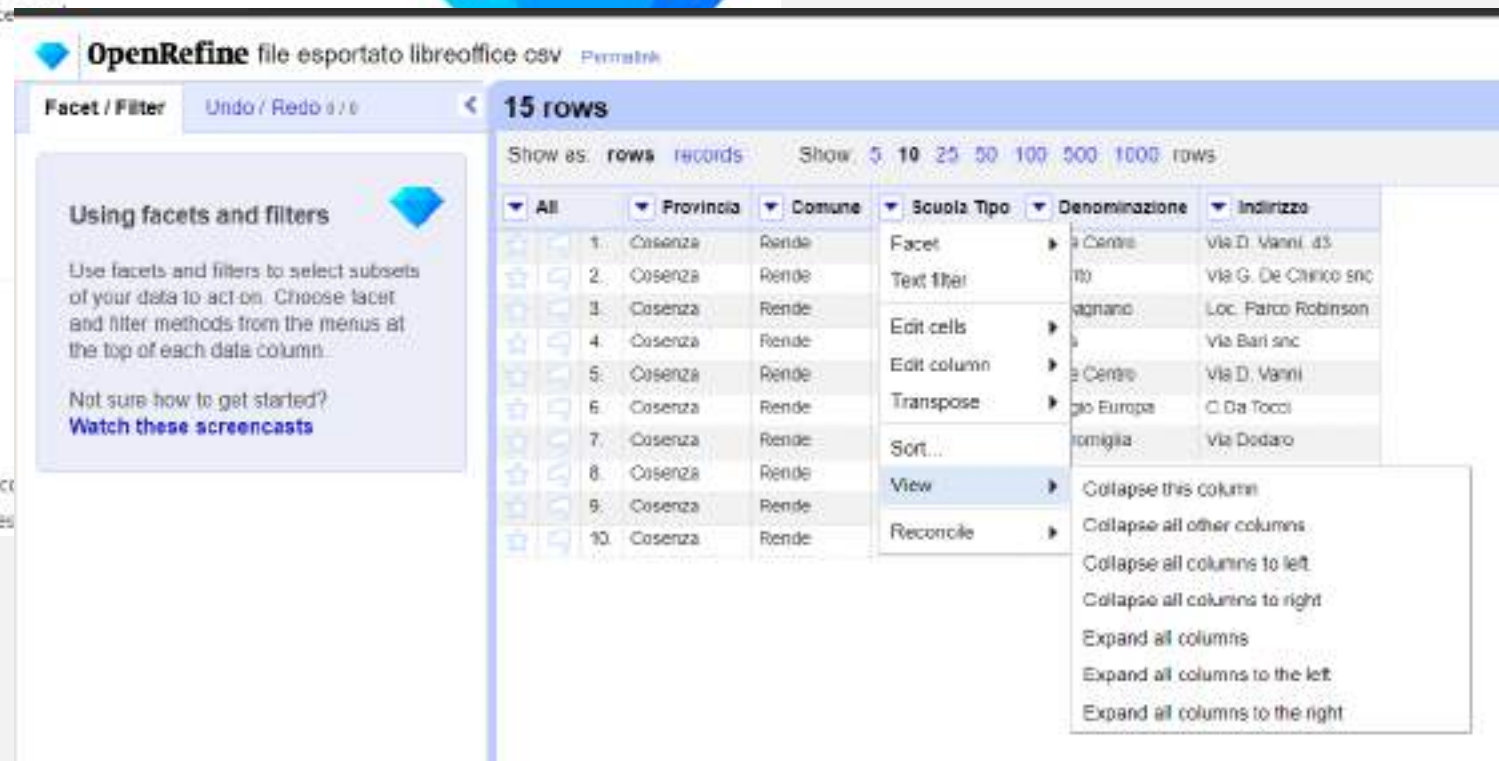 OpenRefine file esportato libreoffice csv Permalink
Facet / Filter Undo / Redo 0 / 0
15 rows
Show as: rows records Show: 5 10 25 50 100 500 1000 rows
Using facets and filters
Use facets and filters to select subsets
of your data to act on. Choose facet
and filter methods from the menus at
the top of each data column.
Not sure how to get started?
Watch these screencasts
All Provincia Comune Scuola Tipo Denominazione Indirizzo
1. Cosenza Rende Centro Via D. Vanni, 43
2. Cosenza Rende Via G. De Chirico snc
3. Cosenza Rende Loc. Parco Robinson
4. Cosenza Rende Via Bari snc
5. Cosenza Rende Centro Via D. Vanni
6. Cosenza Rende gio Europa C.Da Tocci
7. Cosenza Rende romiglia Via Dodaro
8. Cosenza Rende
9. Cosenza Rende
10. Cosenza Rende
Facet
Text filter
Edit cells
Edit column
Transpose
Sort...
View
Reconcile
Collapse this column
Collapse all other columns
Collapse all columns to left
Collapse all columns to right
Expand all columns
Expand all columns to the left
Expand all columns to the right